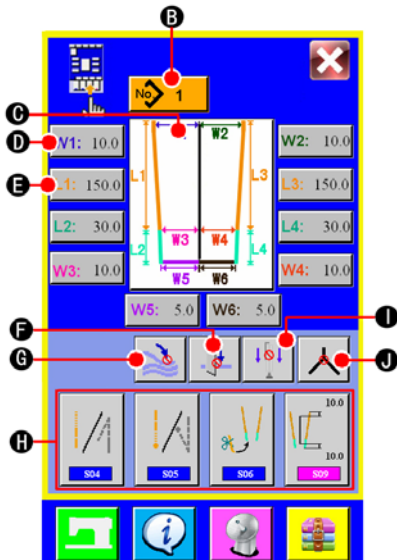 B
No. 1
C
D
W1: 10.0
W2
W2: 10.0
E
L1: 150.0
L1
L3
L3: 150.0
L2: 30.0
L2
W3
W4
L4
L4: 30.0
W3: 10.0
W5
W6
W4: 10.0
W5: 5.0
W6: 5.0
F
I
G
J
H
10.0
10.0
S04
S05
S06
S09
i